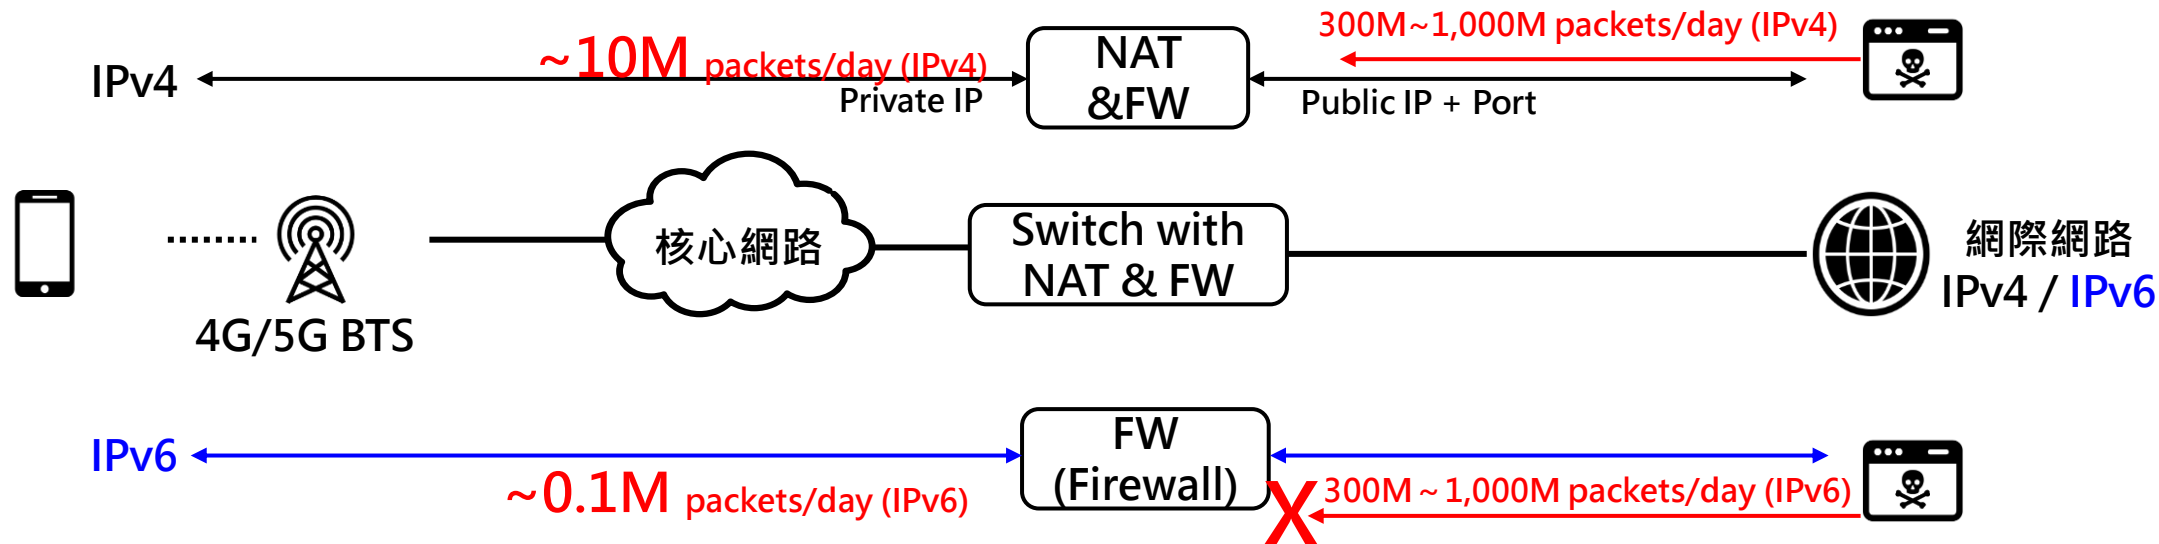 300M~1,000M packets/day (IPv4)
~10M packets/day (IPv4)
NAT
&FW
IPv4
Private IP
Public IP + Port
核心網路
Switch with
NAT & FW
網際網路
IPv4 / IPv6
4G/5G BTS
FW
(Firewall)
IPv6
~0.1M packets/day (IPv6)
X
300M ~ 1,000M packets/day (IPv6)